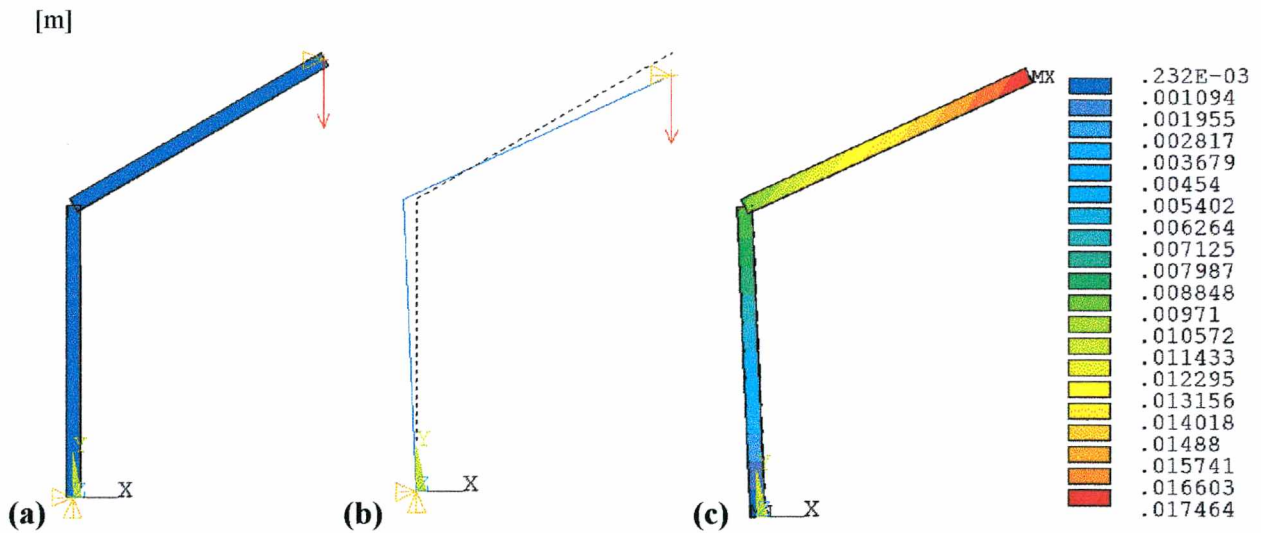 [m]
MX
.232E-03
.001094
.001955
.002817
.003679
.00454
.005402
.006264
.007125
.007987
.008848
.00971
.010572
.011433
.012295
.013156
.014018
.01488
.015741
.016603
.017464
Y
X
Y
X
X
(a)
(b)
(c)